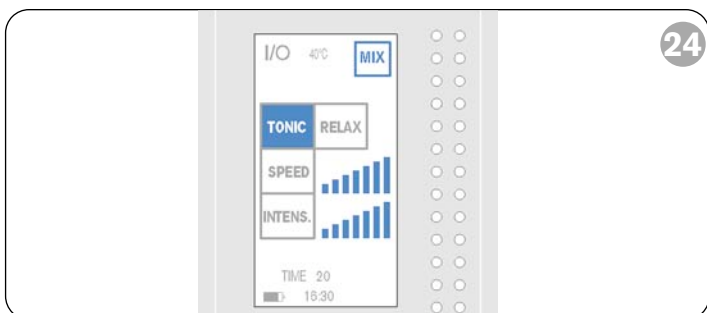 24
I/O 40°C MIX
TONIC RELAX
SPEED
INTENS.
TIME 20
16:30